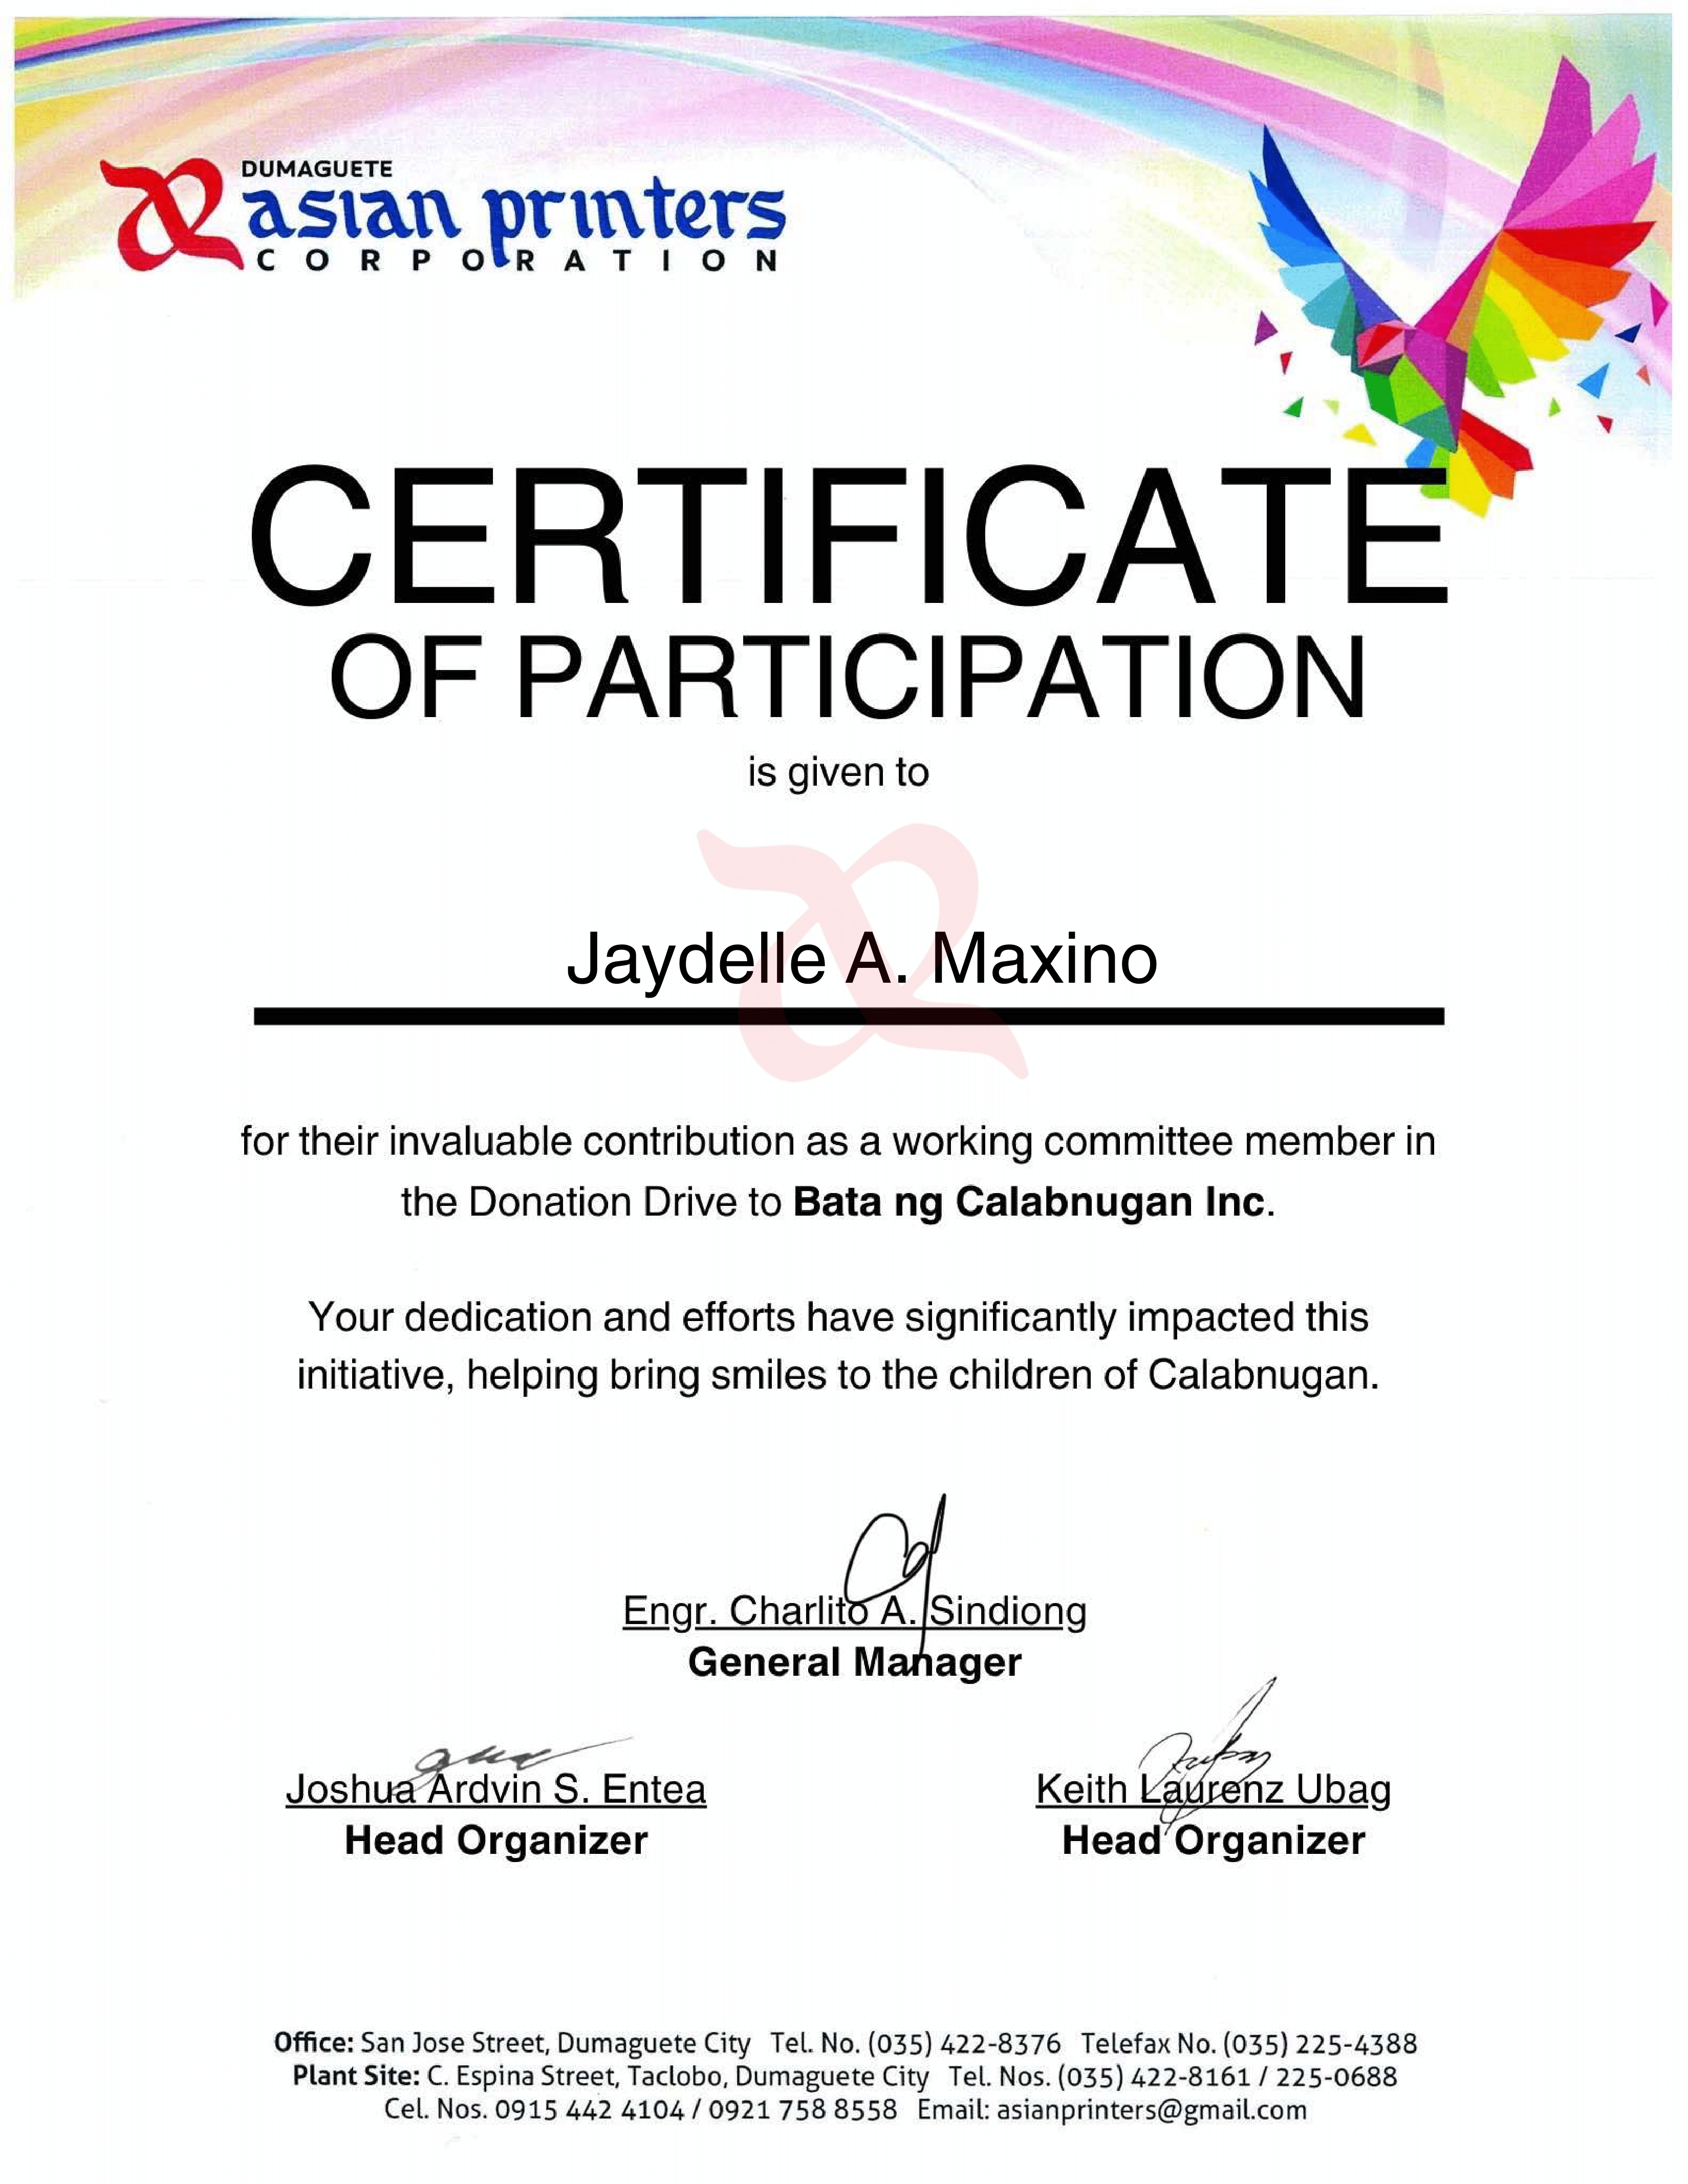 DUMAGUETE
asian printers
CORPORATION
CERTIFICATE
OF PARTICIPATION
is given to
Jaydelle A. Maxino
for their invaluable contribution as a working committee member in
the Donation Drive to Bata ng Calabnugan Inc.
Your dedication and efforts have significantly impacted this
initiative, helping bring smiles to the children of Calabnugan.
Engr. Charlito A. Sindiong
General Manager
Joshua Ardvin S. Entea
Head Organizer
Keith Laurenz Ubag
Head Organizer
Office: San Jose Street, Dumaguete City Tel. No. (035) 422-8376 Telefax No. (035) 225-4388
Plant Site: C. Espina Street, Taclobo, Dumaguete City Tel. Nos. (035) 422-8161 / 225-0688
Cel. Nos. 0915 442 4104 / 0921 758 8558 Email: asianprinters@gmail.com